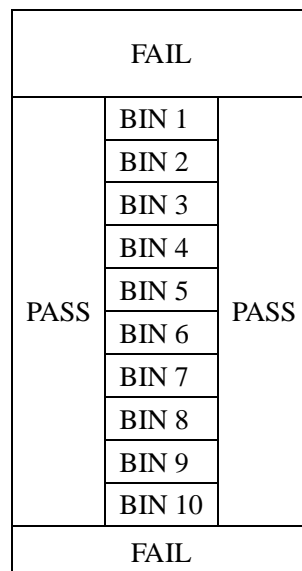 FAIL
BIN 1
BIN 2
BIN 3
BIN 4
BIN 5
PASS
PASS
BIN 6
BIN 7
BIN 8
BIN 9
BIN 10
FAIL